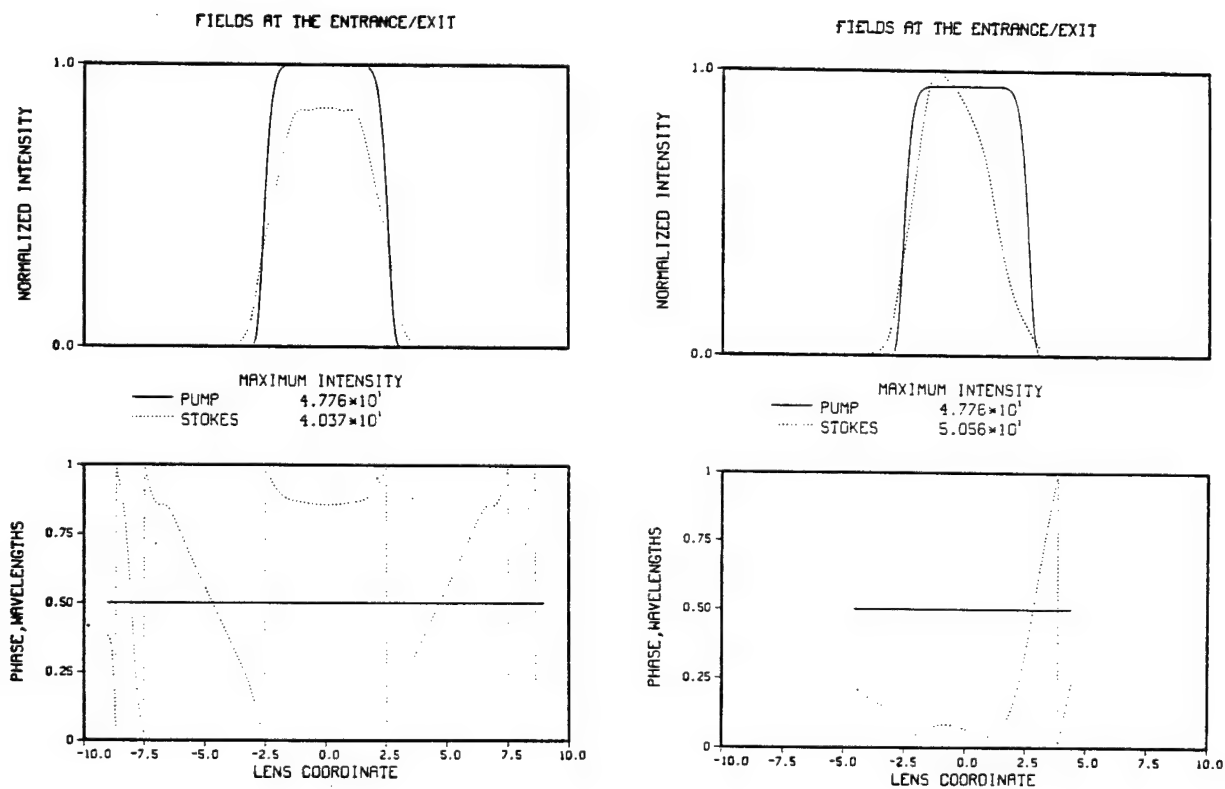 FIELDS AT THE ENTRANCE/EXIT
1.0
NORMALIZED INTENSITY
0.0
MAXIMUM INTENSITY
PUMP 4.776×10¹
STOKES 4.037×10¹
1
0.75
0.50
0.25
0
PHASE,WAVELENGTHS
-10.0 -7.5 -5.0 -2.5 0.0 2.5 5.0 7.5 10.0
LENS COORDINATE
FIELDS AT THE ENTRANCE/EXIT
1.0
NORMALIZED INTENSITY
0.0
MAXIMUM INTENSITY
PUMP 4.776×10¹
STOKES 5.056×10¹
1
0.75
0.50
0.25
0
PHASE,WAVELENGTHS
-10.0 -7.5 -5.0 -2.5 0.0 2.5 5.0 7.5 10.0
LENS COORDINATE